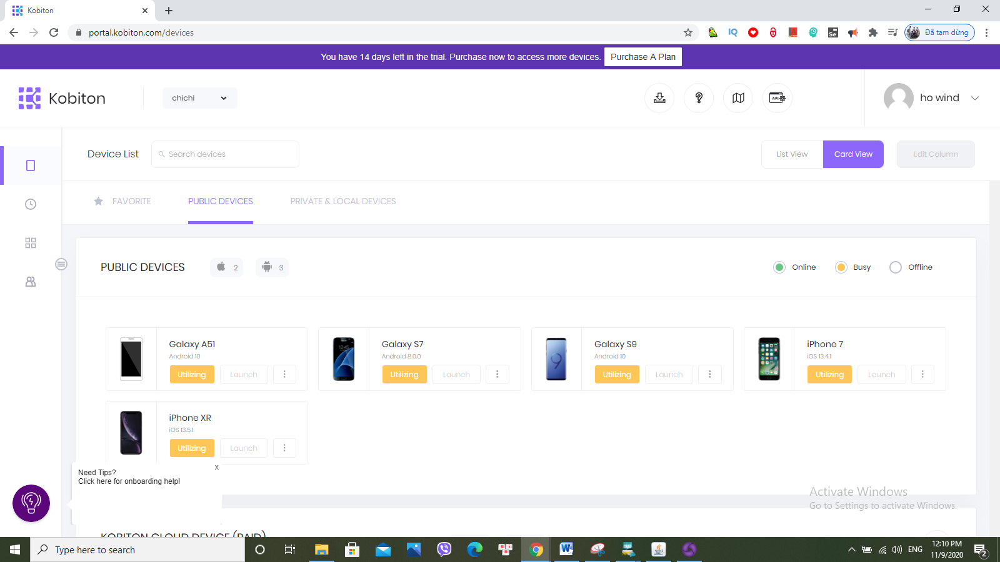 Kobiton
portal.kobiton.com/devices
IQ
Se
Đã tạm dừng
You have 14 days left in the trial. Purchase now to access more devices. Purchase A Plan
Kobiton
chichi
API
ho wind
Device List
Search devices
List View
Card View
Edit Column
FAVORITE
PUBLIC DEVICES
PRIVATE & LOCAL DEVICES
PUBLIC DEVICES
2
3
Online
Busy
Offline
Galaxy A51
Android 10
Utilizing
Launch
Galaxy S7
Android 8.0.0
Utilizing
Launch
Galaxy S9
Android 10
Utilizing
Launch
iPhone 7
iOS 13.4.1
Utilizing
Launch
iPhone XR
iOS 13.5.1
Utilizing
Launch
x
Need Tips?
Click here for onboarding help!
Activate Windows
Go to Settings to activate Windows.
KOBITON CLOUD DEVICE (PAID)
Type here to search
ENG
12:10 PM
11/9/2020
2